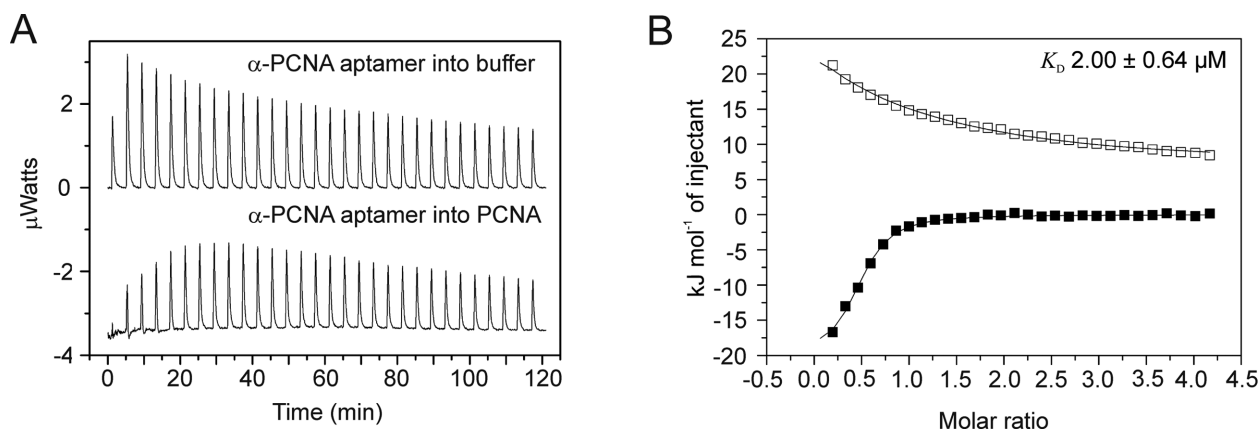 A
α-PCNA aptamer into buffer
α-PCNA aptamer into PCNA
2
0
-2
-4
μWatts
0 20 40 60 80 100 120
Time (min)
B
K_D 2.00 ± 0.64 μM
25
20
15
10
5
0
-5
-10
-15
-20
kJ mol⁻¹ of injectant
-0.5 0.0 0.5 1.0 1.5 2.0 2.5 3.0 3.5 4.0 4.5
Molar ratio